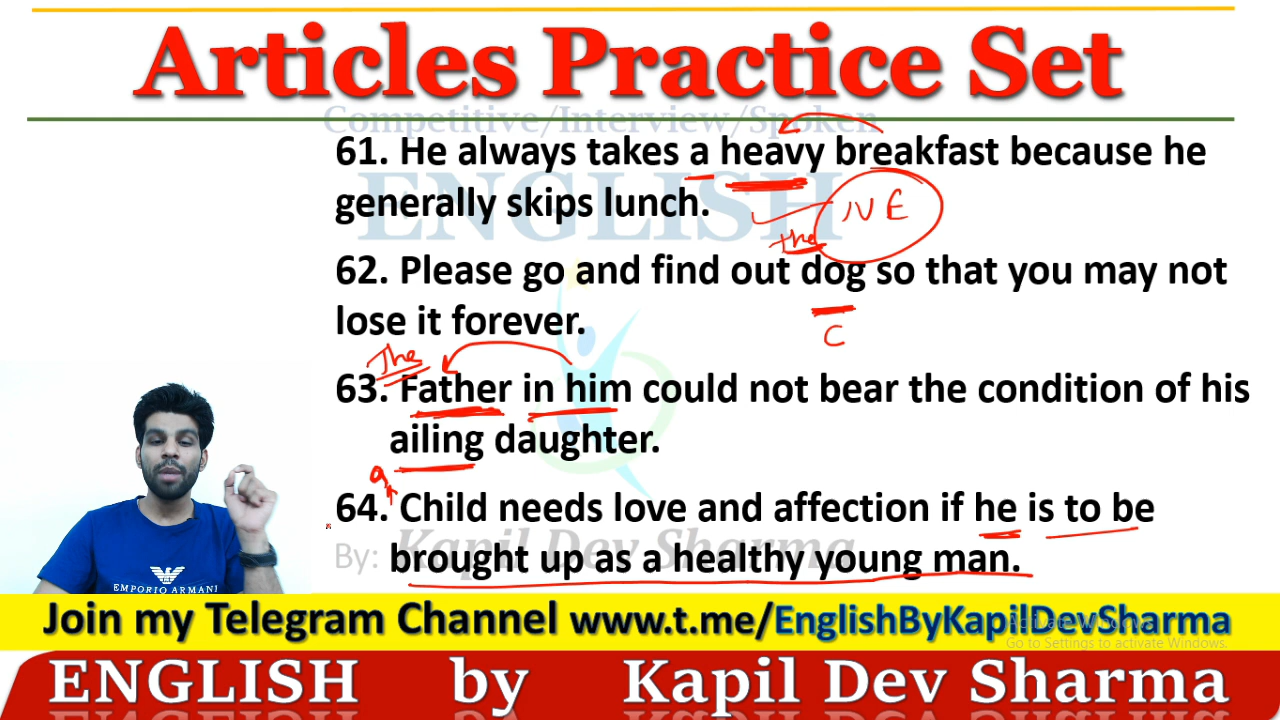 Articles Practice Set
Competitive/Interview/Spoken
ENGLISH
61. He always takes a heavy breakfast because he
generally skips lunch.
NE
the
62. Please go and find out dog so that you may not
lose it forever.
C
The
63. Father in him could not bear the condition of his
ailing daughter.
a
64. Child needs love and affection if he is to be
brought up as a healthy young man.
By: Kapil Dev Sharma
EMPORIO ARMANI
Join my Telegram Channel www.t.me/EnglishByKapilDevSharma
Activate Windows
Go to Settings to activate Windows.
ENGLISH by Kapil Dev Sharma